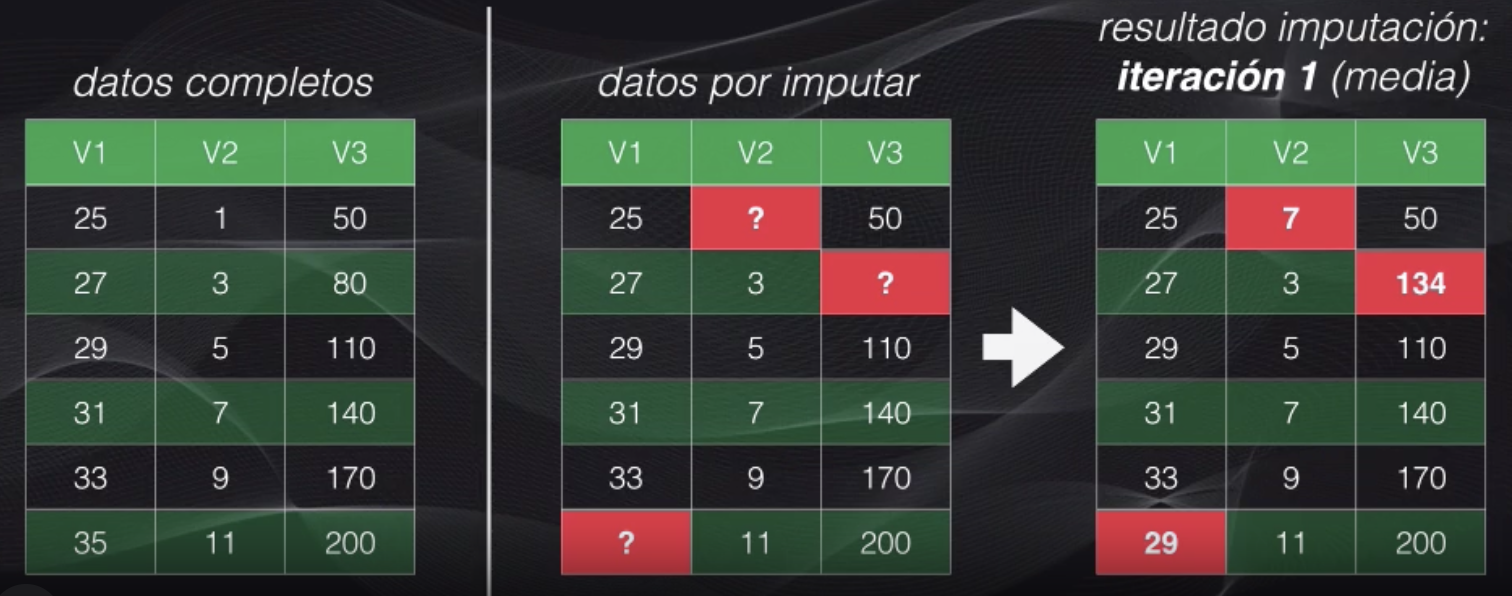 datos completos
V1 V2 V3
25 1 50
27 3 80
29 5 110
31 7 140
33 9 170
35 11 200
datos por imputar
V1 V2 V3
25 ? 50
27 3 ?
29 5 110
31 7 140
33 9 170
? 11 200
resultado imputación:
iteración 1 (media)
V1 V2 V3
25 7 50
27 3 134
29 5 110
31 7 140
33 9 170
29 11 200